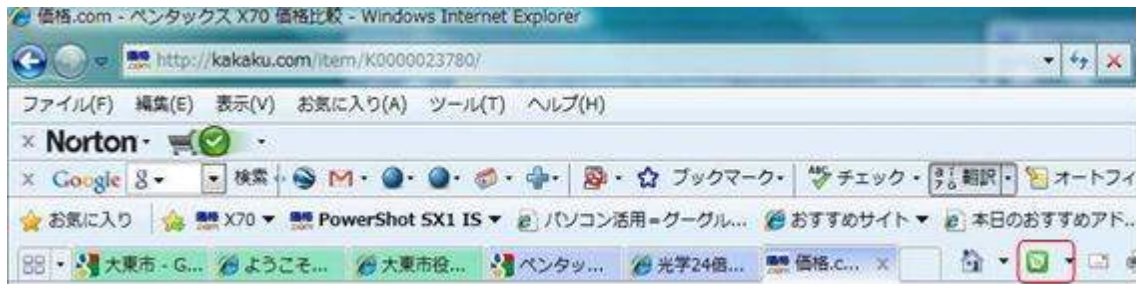 価格.com - ペンタックス X70 価格比較 - Windows Internet Explorer
http://kakaku.com/item/K0000023780/
ファイル(F) 編集(E) 表示(V) お気に入り(A) ツール(T) ヘルプ(H)
× Norton
× Google 検索 ブックマーク チェック 翻訳 オートフィ
お気に入り X70 PowerShot SX1 IS パソコン活用=グーグル... おすすめサイト 本日のおすすめアド...
大東市 - G... ようこそ... 大東市役... ペンタッ... 光学24倍... 価格.c... ×